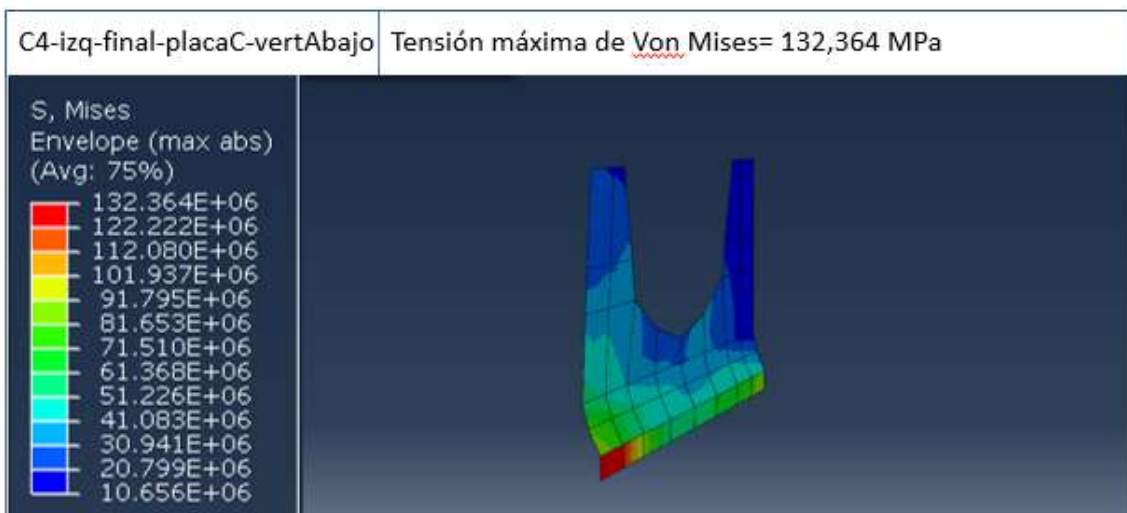 C4-izq-final-placaC-vertAbajo
Tensión máxima de Von Mises= 132,364 MPa
S, Mises
Envelope (max abs)
(Avg: 75%)
132.364E+06
122.222E+06
112.080E+06
101.937E+06
91.795E+06
81.653E+06
71.510E+06
61.368E+06
51.226E+06
41.083E+06
30.941E+06
20.799E+06
10.656E+06